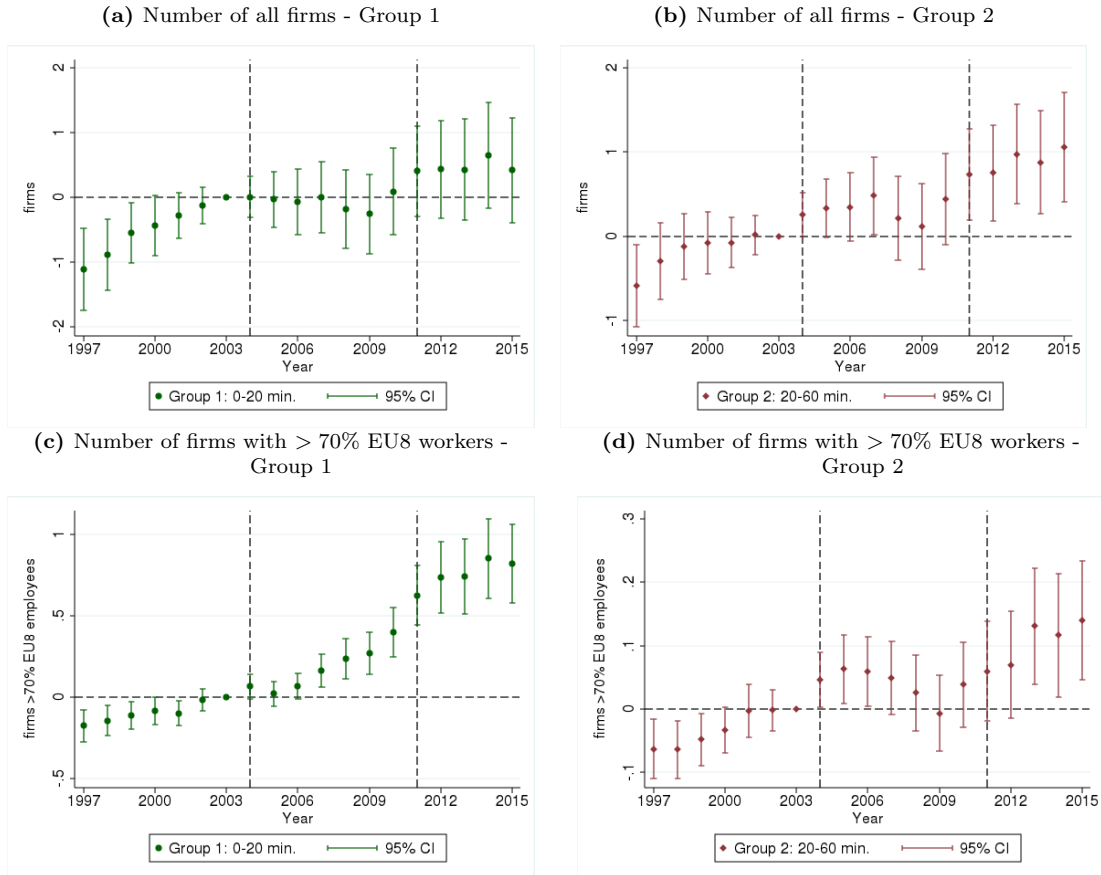 (a) Number of all firms - Group 1
2
1
0
-1
-2
firms
1997 2000 2003 2006 2009 2012 2015
Year
Group 1: 0-20 min. 95% CI
(b) Number of all firms - Group 2
2
1
0
-1
firms
1997 2000 2003 2006 2009 2012 2015
Year
Group 2: 20-60 min. 95% CI
(c) Number of firms with > 70% EU8 workers -
Group 1
1
.5
0
-.5
firms >70% EU8 employees
1997 2000 2003 2006 2009 2012 2015
Year
Group 1: 0-20 min. 95% CI
(d) Number of firms with > 70% EU8 workers -
Group 2
.3
.2
.1
0
-.1
firms >70% EU8 employees
1997 2000 2003 2006 2009 2012 2015
Year
Group 2: 20-60 min. 95% CI